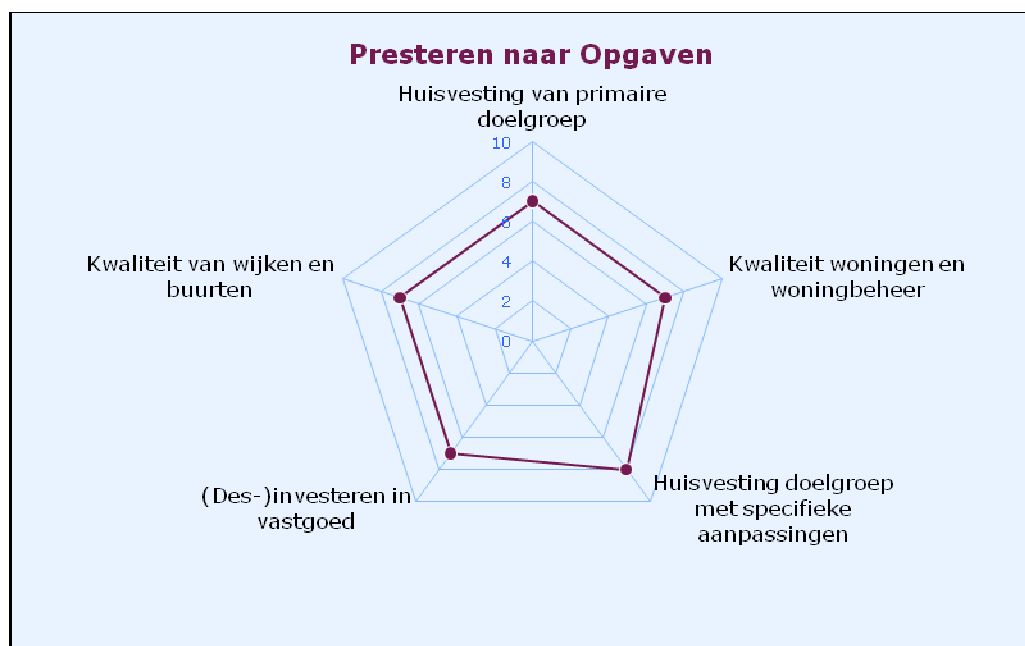 Presteren naar Opgaven
Huisvesting van primaire
doelgroep
10
8
6
4
2
0
Kwaliteit van wijken en
buurten
Kwaliteit woningen en
woningbeheer
(Des-)investeren in
vastgoed
Huisvesting doelgroep
met specifieke
aanpassingen